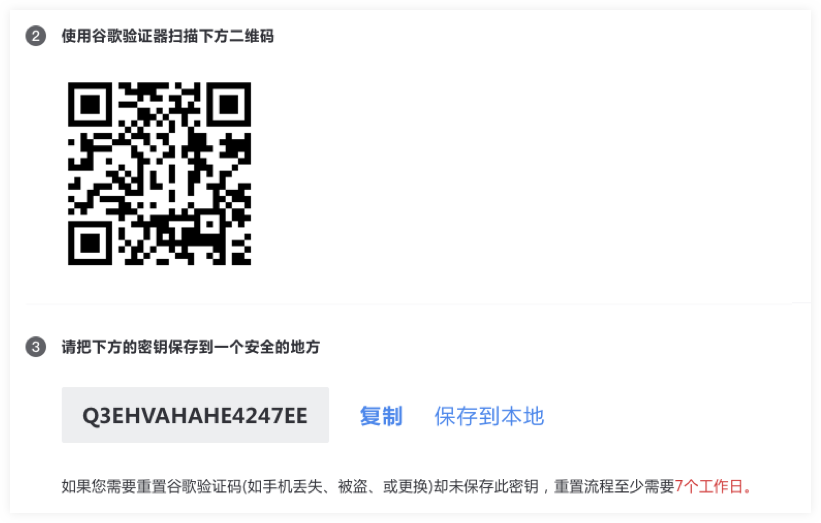 2 使用谷歌验证器扫描下方二维码
3 请把下方的密钥保存到一个安全的地方
Q3EHVAHAHE4247EE 复制 保存到本地
如果您需要重置谷歌验证码(如手机丢失、被盗、或更换)却未保存此密钥，重置流程至少需要7个工作日。